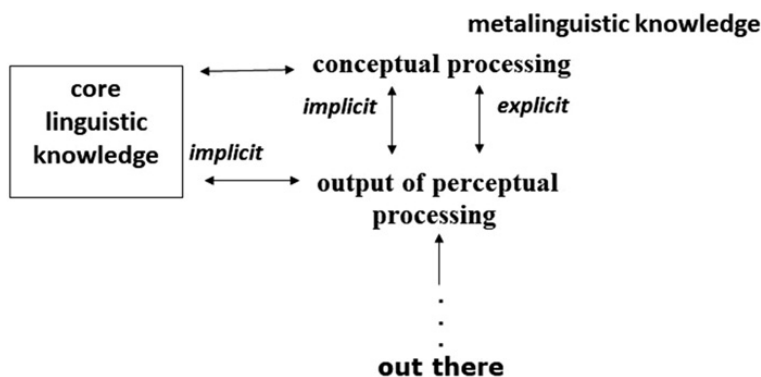 metalinguistic knowledge
conceptual processing
core
linguistic
knowledge
implicit
explicit
implicit
output of perceptual
processing
out there